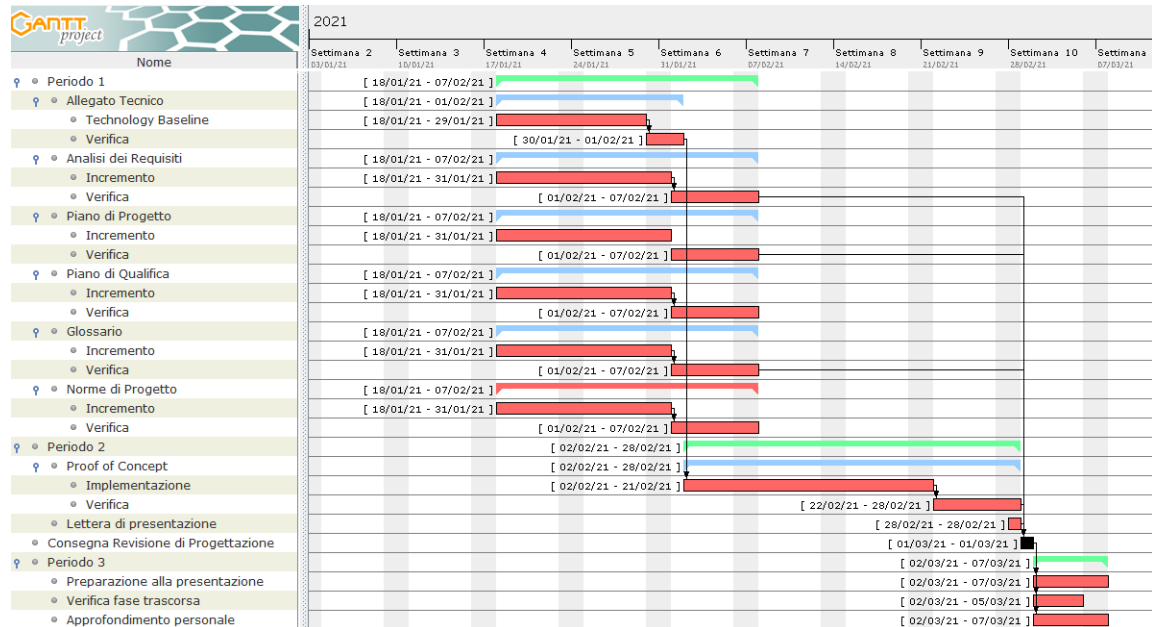 GANTT
project
2021
Settimana 2 Settimana 3 Settimana 4 Settimana 5 Settimana 6 Settimana 7 Settimana 8 Settimana 9 Settimana 10 Settimana
Nome
03/01/21 10/01/21 17/01/21 24/01/21 31/01/21 07/02/21 14/02/21 21/02/21 28/02/21 07/03/21
Periodo 1 [ 18/01/21 - 07/02/21 ]
Allegato Tecnico [ 18/01/21 - 01/02/21 ]
Technology Baseline [ 18/01/21 - 29/01/21 ]
Verifica [ 30/01/21 - 01/02/21 ]
Analisi dei Requisiti [ 18/01/21 - 07/02/21 ]
Incremento [ 18/01/21 - 31/01/21 ]
Verifica [ 01/02/21 - 07/02/21 ]
Piano di Progetto [ 18/01/21 - 07/02/21 ]
Incremento [ 18/01/21 - 31/01/21 ]
Verifica [ 01/02/21 - 07/02/21 ]
Piano di Qualifica [ 18/01/21 - 07/02/21 ]
Incremento [ 18/01/21 - 31/01/21 ]
Verifica [ 01/02/21 - 07/02/21 ]
Glossario [ 18/01/21 - 07/02/21 ]
Incremento [ 18/01/21 - 31/01/21 ]
Verifica [ 01/02/21 - 07/02/21 ]
Norme di Progetto [ 18/01/21 - 07/02/21 ]
Incremento [ 18/01/21 - 31/01/21 ]
Verifica [ 01/02/21 - 07/02/21 ]
Periodo 2 [ 02/02/21 - 28/02/21 ]
Proof of Concept [ 02/02/21 - 28/02/21 ]
Implementazione [ 02/02/21 - 21/02/21 ]
Verifica [ 22/02/21 - 28/02/21 ]
Lettera di presentazione [ 28/02/21 - 28/02/21 ]
Consegna Revisione di Progettazione [ 01/03/21 - 01/03/21 ]
Periodo 3 [ 02/03/21 - 07/03/21 ]
Preparazione alla presentazione [ 02/03/21 - 07/03/21 ]
Verifica fase trascorsa [ 02/03/21 - 05/03/21 ]
Approfondimento personale [ 02/03/21 - 07/03/21 ]